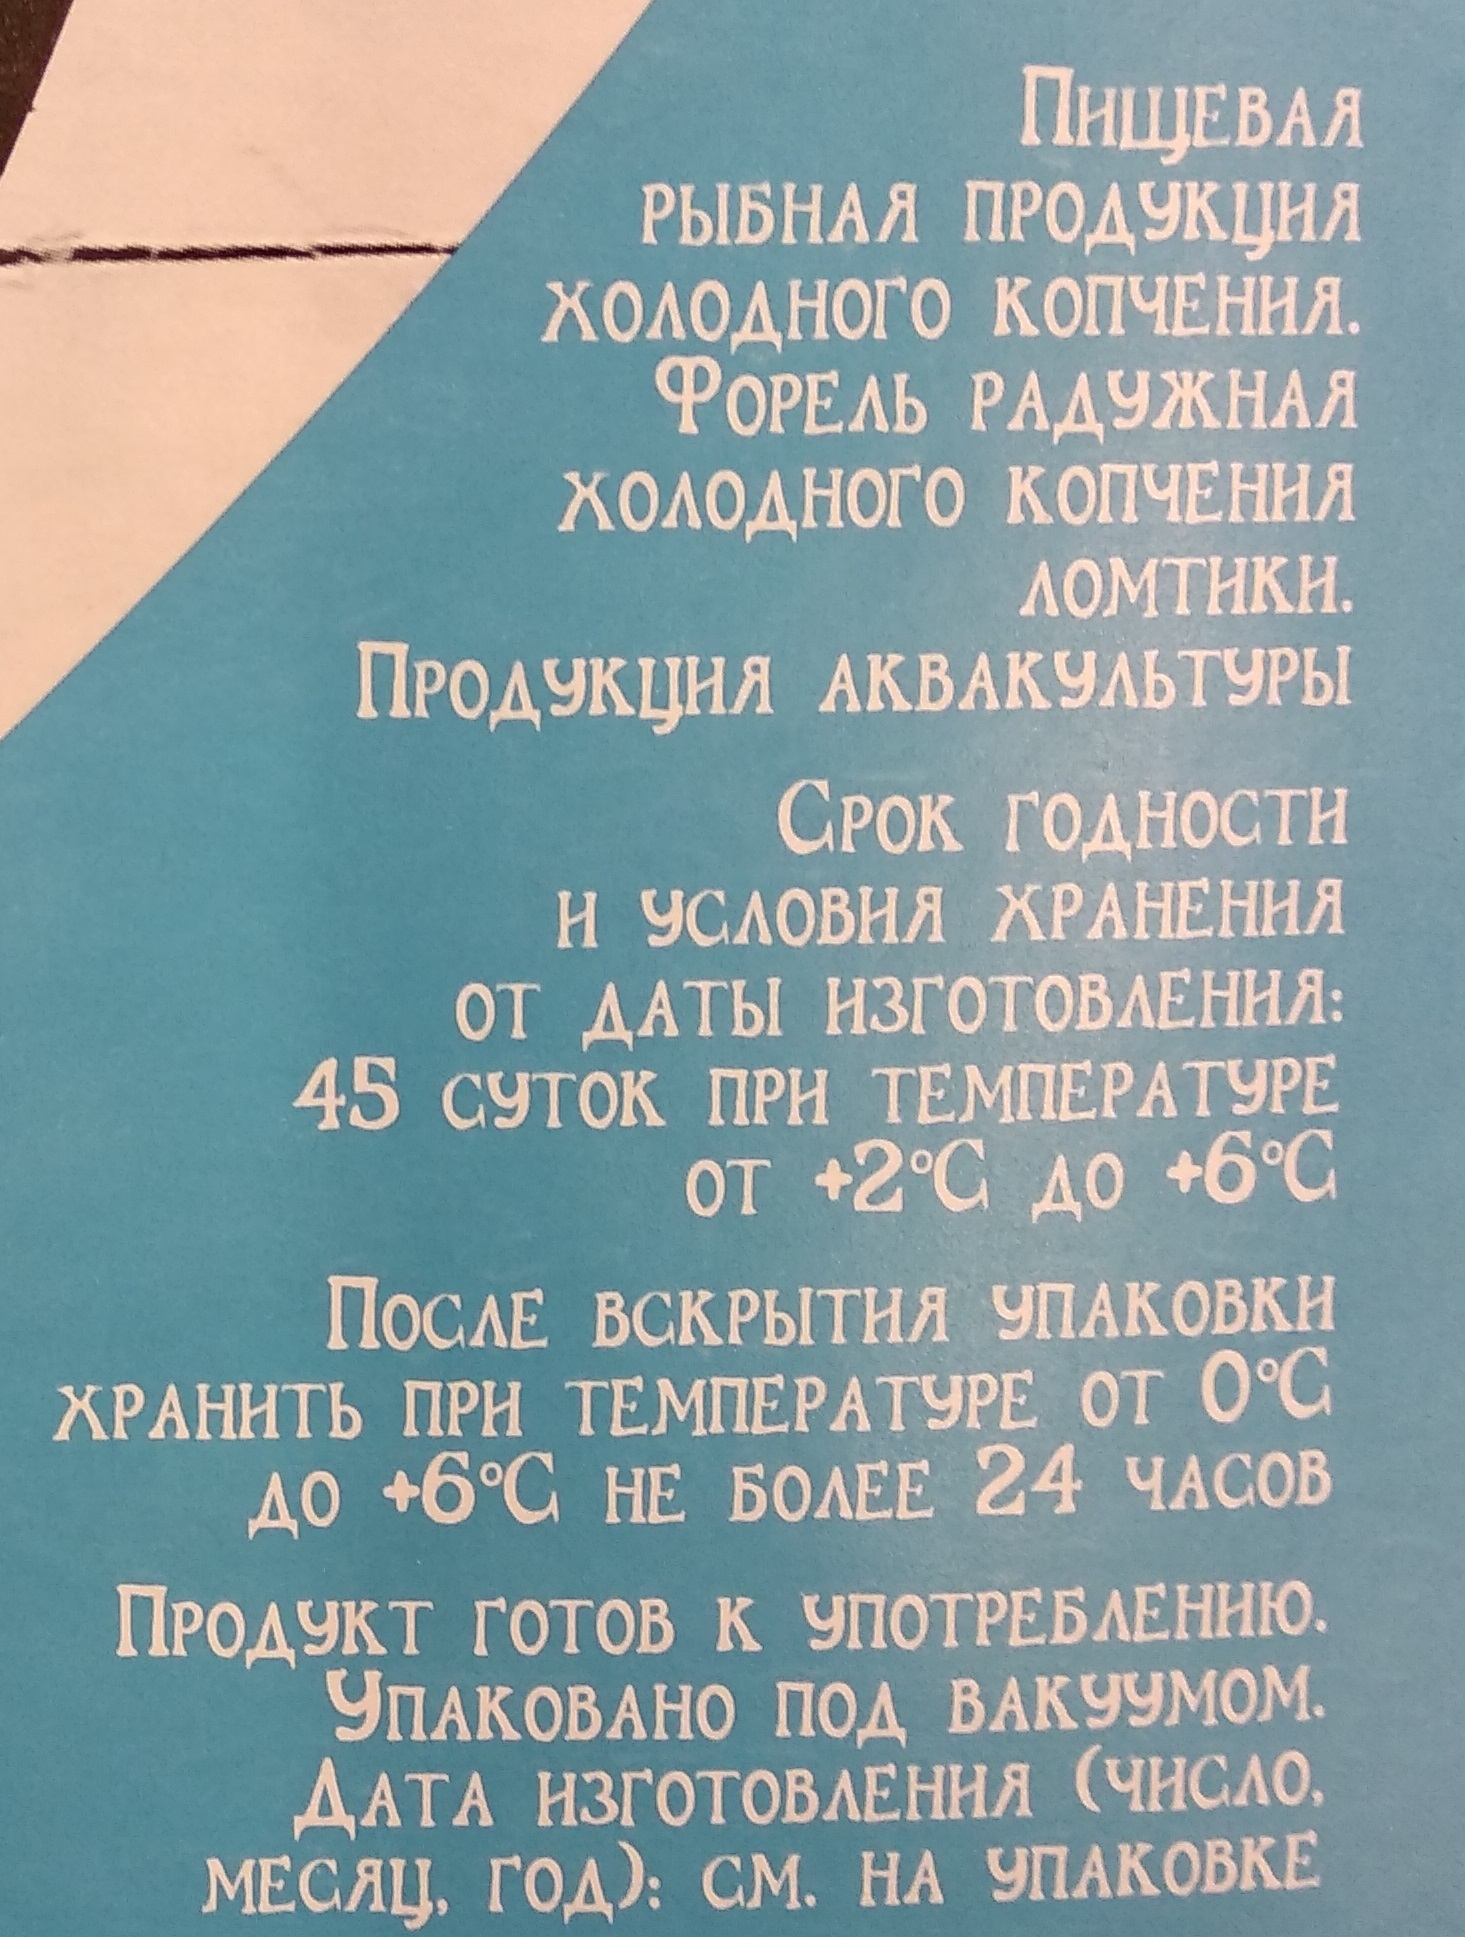 Пищевая
рыбная продукция
холодного копчения.
Форель радужная
холодного копчения
ломтики.
Продукция аквакультуры
Срок годности
и условия хранения
от даты изготовления:
45 суток при температуре
от +2°С до +6°С
После вскрытия упаковки
хранить при температуре от 0°С
до +6°С не более 24 часов
Продукт готов к употреблению.
Упаковано под вакуумом.
Дата изготовления (число,
месяц, год): см. на упаковке